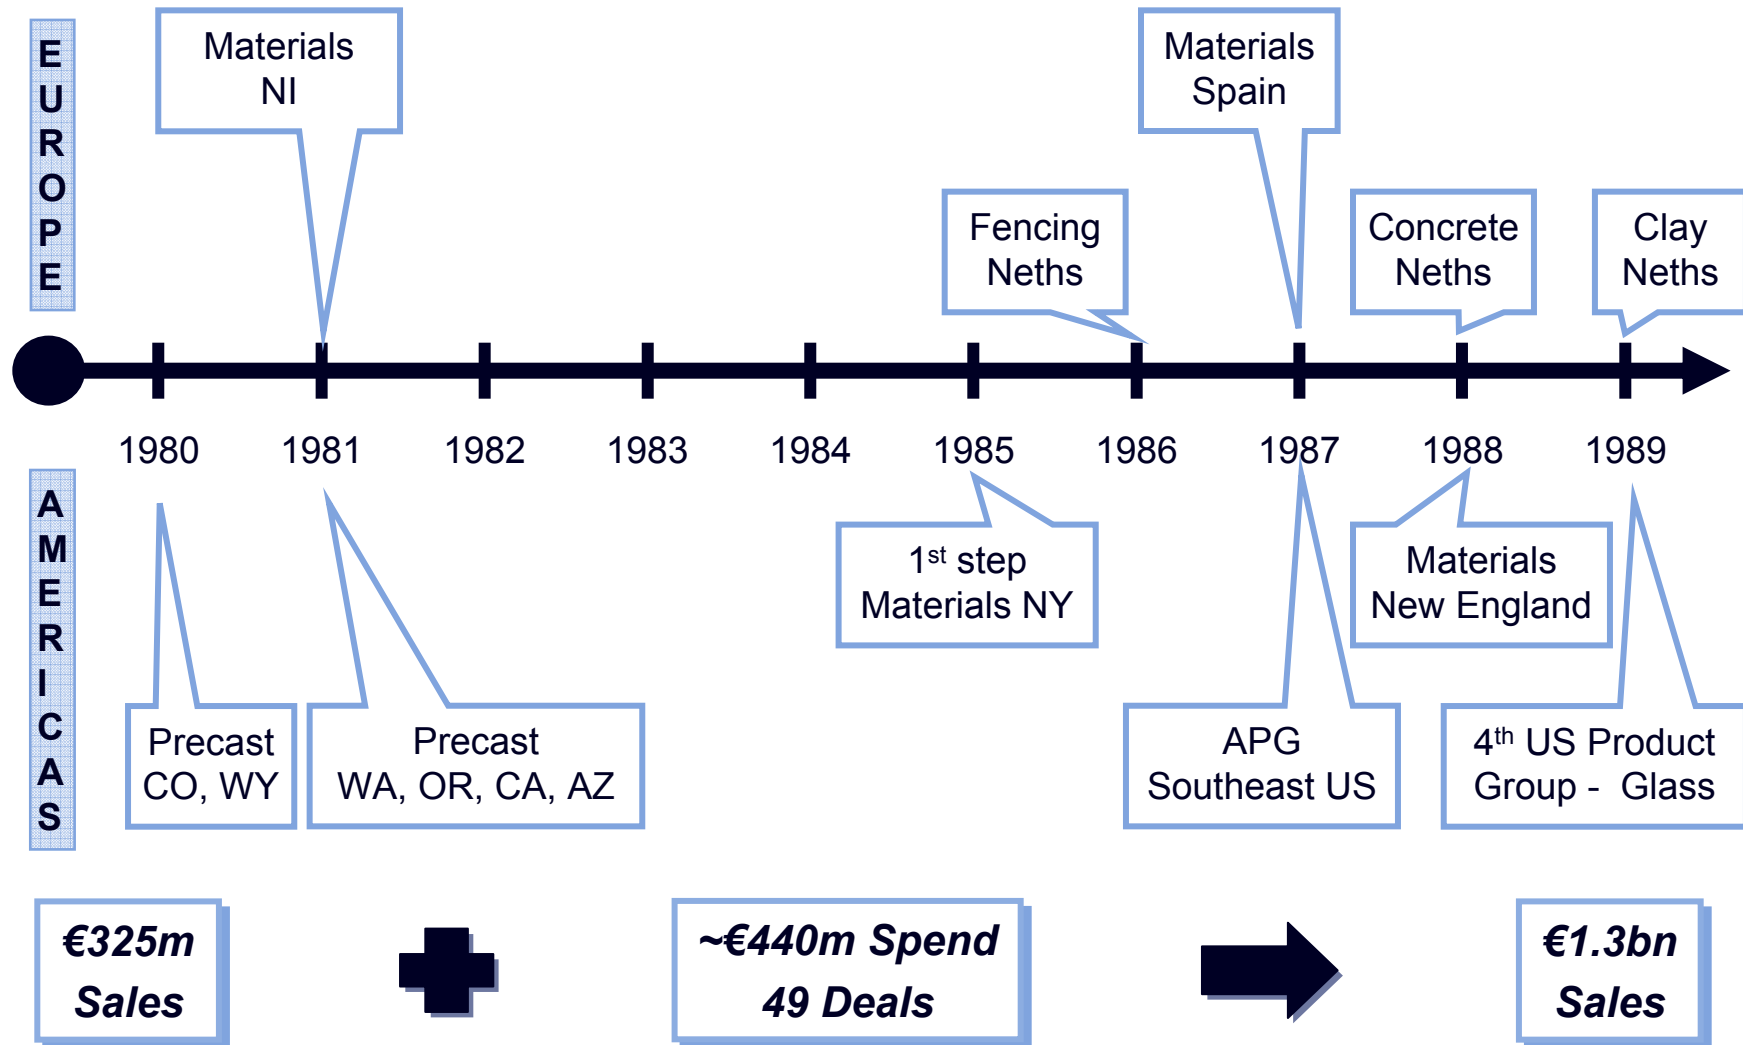 EUROPE
Materials
NI
Materials
Spain
Fencing
Neths
Concrete
Neths
Clay
Neths
1980 1981 1982 1983 1984 1985 1986 1987 1988 1989
AMERICAS
1st step
Materials NY
Materials
New England
Precast
CO, WY
Precast
WA, OR, CA, AZ
APG
Southeast US
4th US Product
Group - Glass
€325m
Sales
~€440m Spend
49 Deals
€1.3bn
Sales